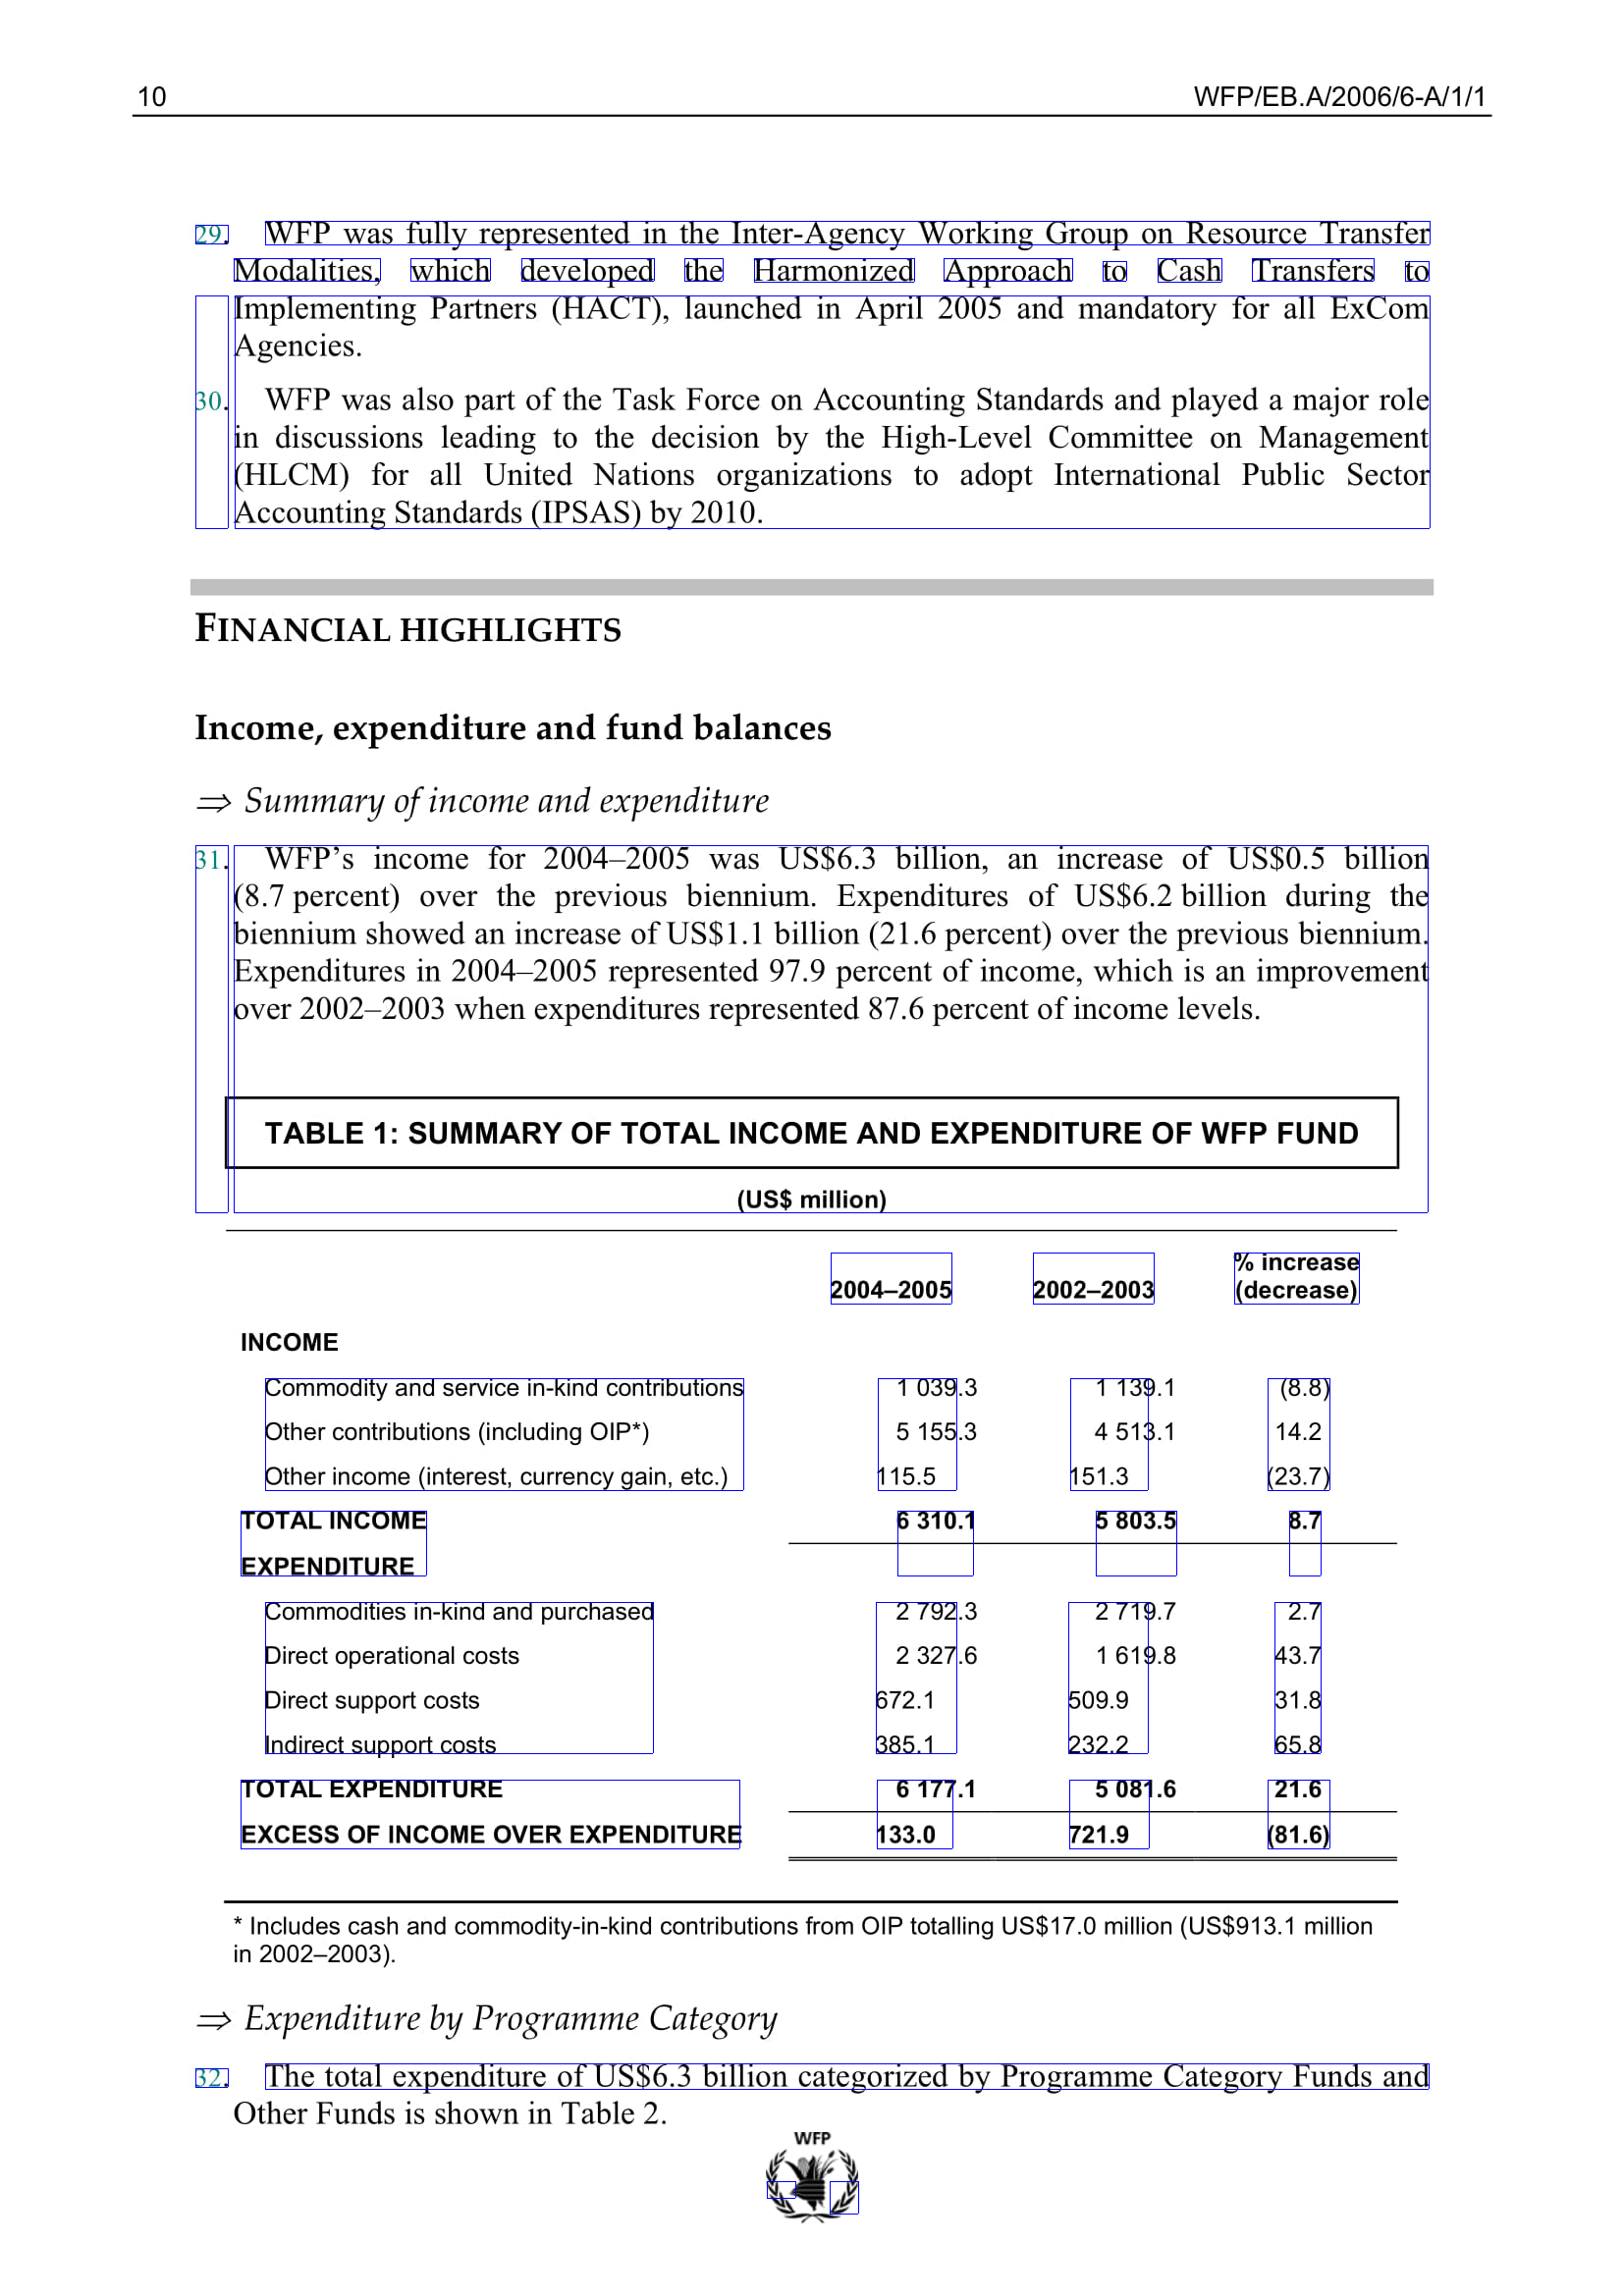 10 WFP/EB.A/2006/6-A/1/1
29. WFP was fully represented in the Inter-Agency Working Group on Resource Transfer
Modalities, which developed the Harmonized Approach to Cash Transfers to
Implementing Partners (HACT), launched in April 2005 and mandatory for all ExCom
Agencies.
30. WFP was also part of the Task Force on Accounting Standards and played a major role
in discussions leading to the decision by the High-Level Committee on Management
(HLCM) for all United Nations organizations to adopt International Public Sector
Accounting Standards (IPSAS) by 2010.
FINANCIAL HIGHLIGHTS
Income, expenditure and fund balances
⇒ Summary of income and expenditure
31. WFP’s income for 2004–2005 was US$6.3 billion, an increase of US$0.5 billion
(8.7 percent) over the previous biennium. Expenditures of US$6.2 billion during the
biennium showed an increase of US$1.1 billion (21.6 percent) over the previous biennium.
Expenditures in 2004–2005 represented 97.9 percent of income, which is an improvement
over 2002–2003 when expenditures represented 87.6 percent of income levels.
TABLE 1: SUMMARY OF TOTAL INCOME AND EXPENDITURE OF WFP FUND
(US$ million)
% increase
2004–2005 2002–2003 (decrease)
INCOME
Commodity and service in-kind contributions 1 039.3 1 139.1 (8.8)
Other contributions (including OIP*) 5 155.3 4 513.1 14.2
Other income (interest, currency gain, etc.) 115.5 151.3 (23.7)
TOTAL INCOME 6 310.1 5 803.5 8.7
EXPENDITURE
Commodities in-kind and purchased 2 792.3 2 719.7 2.7
Direct operational costs 2 327.6 1 619.8 43.7
Direct support costs 672.1 509.9 31.8
Indirect support costs 385.1 232.2 65.8
TOTAL EXPENDITURE 6 177.1 5 081.6 21.6
EXCESS OF INCOME OVER EXPENDITURE 133.0 721.9 (81.6)
* Includes cash and commodity-in-kind contributions from OIP totalling US$17.0 million (US$913.1 million
in 2002–2003).
⇒ Expenditure by Programme Category
32. The total expenditure of US$6.3 billion categorized by Programme Category Funds and
Other Funds is shown in Table 2.
WFP